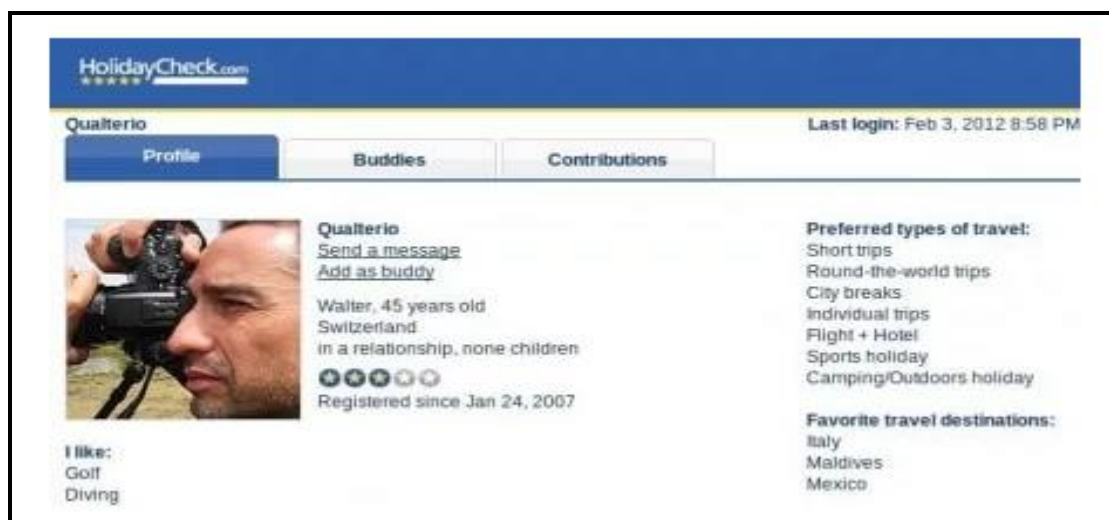 HolidayCheck.com
Qualterio
Last login: Feb 3, 2012 8:58 PM
Profile
Buddies
Contributions
Qualterio
Send a message
Add as buddy
Walter, 45 years old
Switzerland
in a relationship, none children
Registered since Jan 24, 2007
I like:
Golf
Diving
Preferred types of travel:
Short trips
Round-the-world trips
City breaks
Individual trips
Flight + Hotel
Sports holiday
Camping/Outdoors holiday
Favorite travel destinations:
Italy
Maldives
Mexico